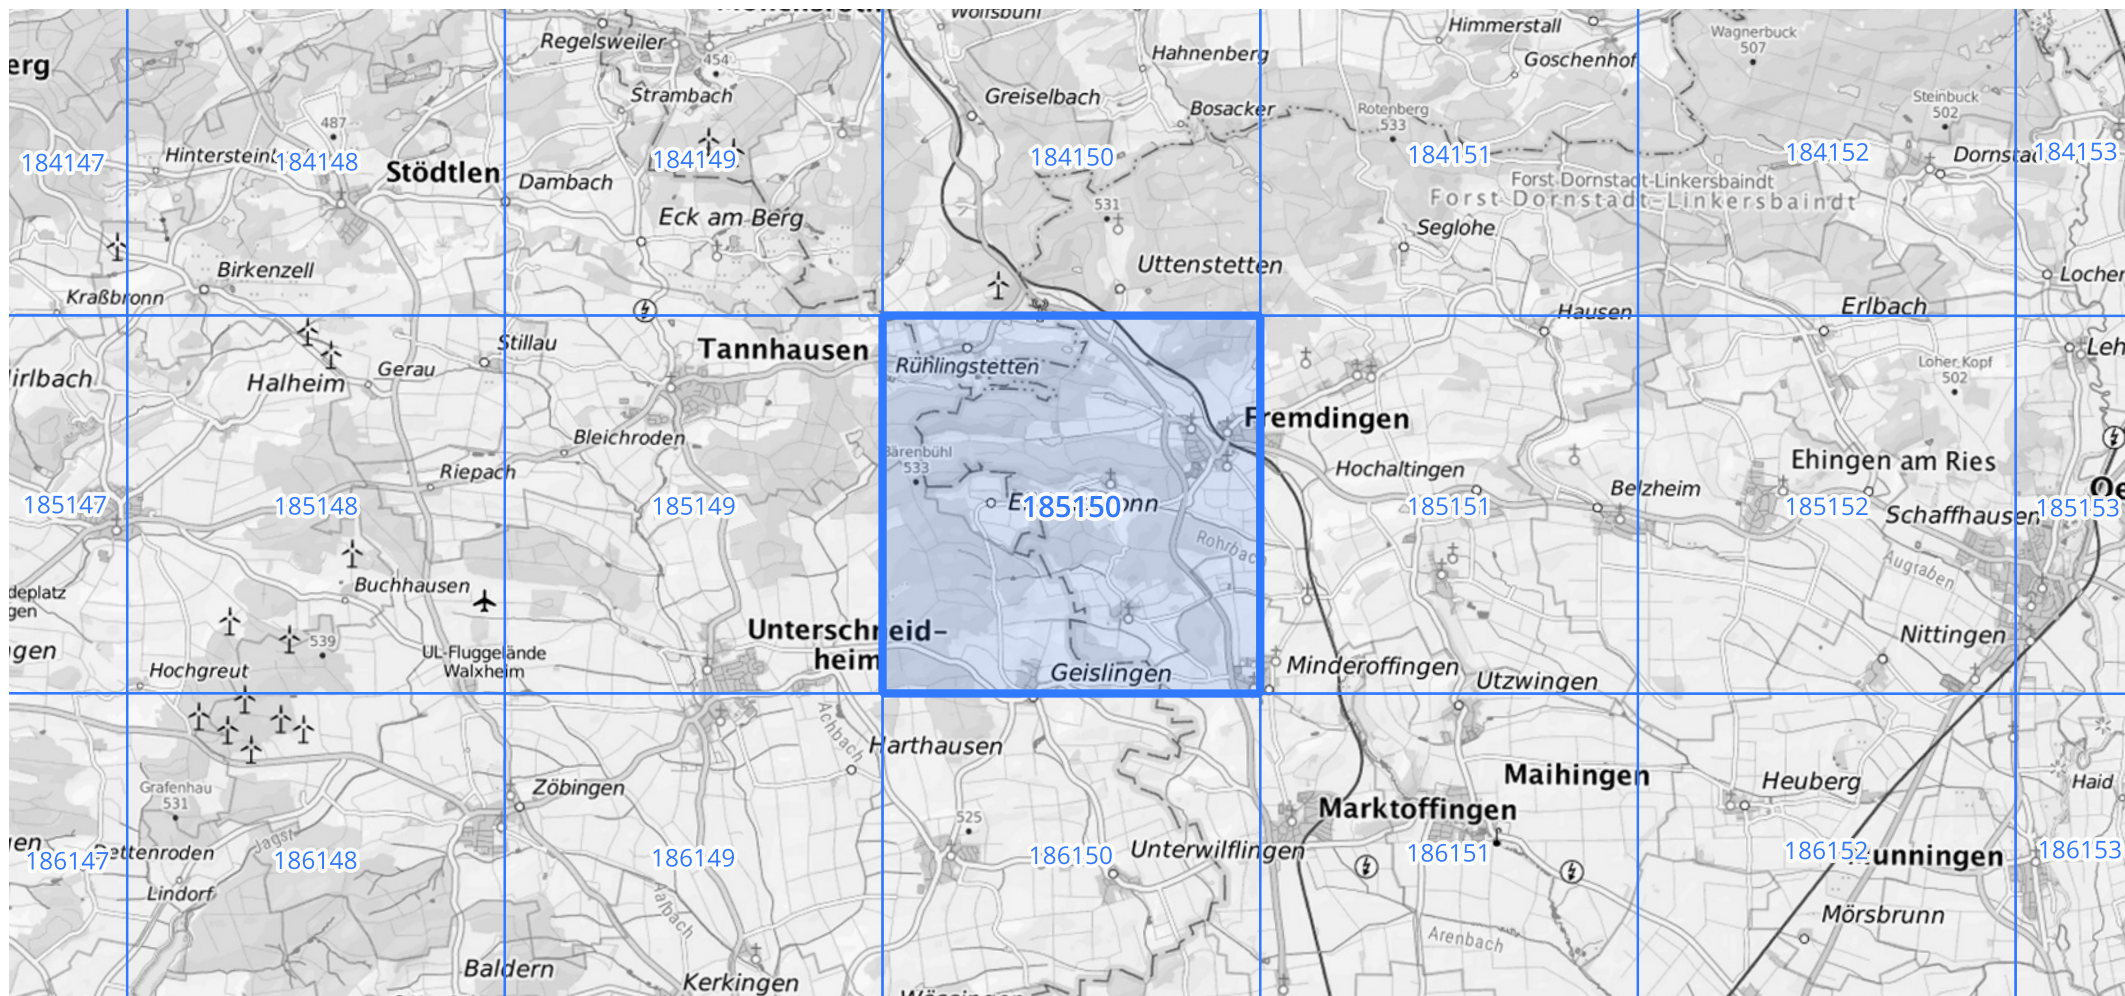 Wolfsbühl
Himmerstall
Wagnerbuck
507
Regelsweiler
Hahnenberg
Goschenhof
erg
454
Strambach
Greiselbach
Bosacker
Rotenberg
533
Steinbuck
502
487
184147
184148
184149
184150
184151
184152
184153
Stödtlen
Dambach
Forst Dornstadt-Linkersbaindt
Forst Dornstadt-Linkersbaindt
Eck am Berg
531
Seglohe
Birkenzell
Uttenstetten
Kraßbronn
Erlbach
Hausen
Stillau
Tannhausen
Rühlingstetten
Loher Kopf
502
irlbach
Halheim
Gerau
Fremdingen
Bleichroden
Bärenbühl
533
Riepach
Hochaltingen
Ehingen am Ries
Belzheim
Oe
185147
185148
185149
185150
185151
185152
185153
Schaffhausen
Rohrbach
Augraben
Buchhausen
deplatz
gen
Unterschneid-
heim
539
Nittingen
ngen
UL-Fluggelände
Walxheim
Hochgreut
Geislingen
Minderoffingen
Utzwingen
Achbach
Harthausen
Maihingen
Heuberg
Haid
Grafenhau
531
Zöbingen
525
Marktoffingen
Jagst
186147
186148
186149
186150
186151
186152
186153
Unterwilflingen
Lindorf
Mörsbrunn
Arenbach
Baldern
Kerkingen